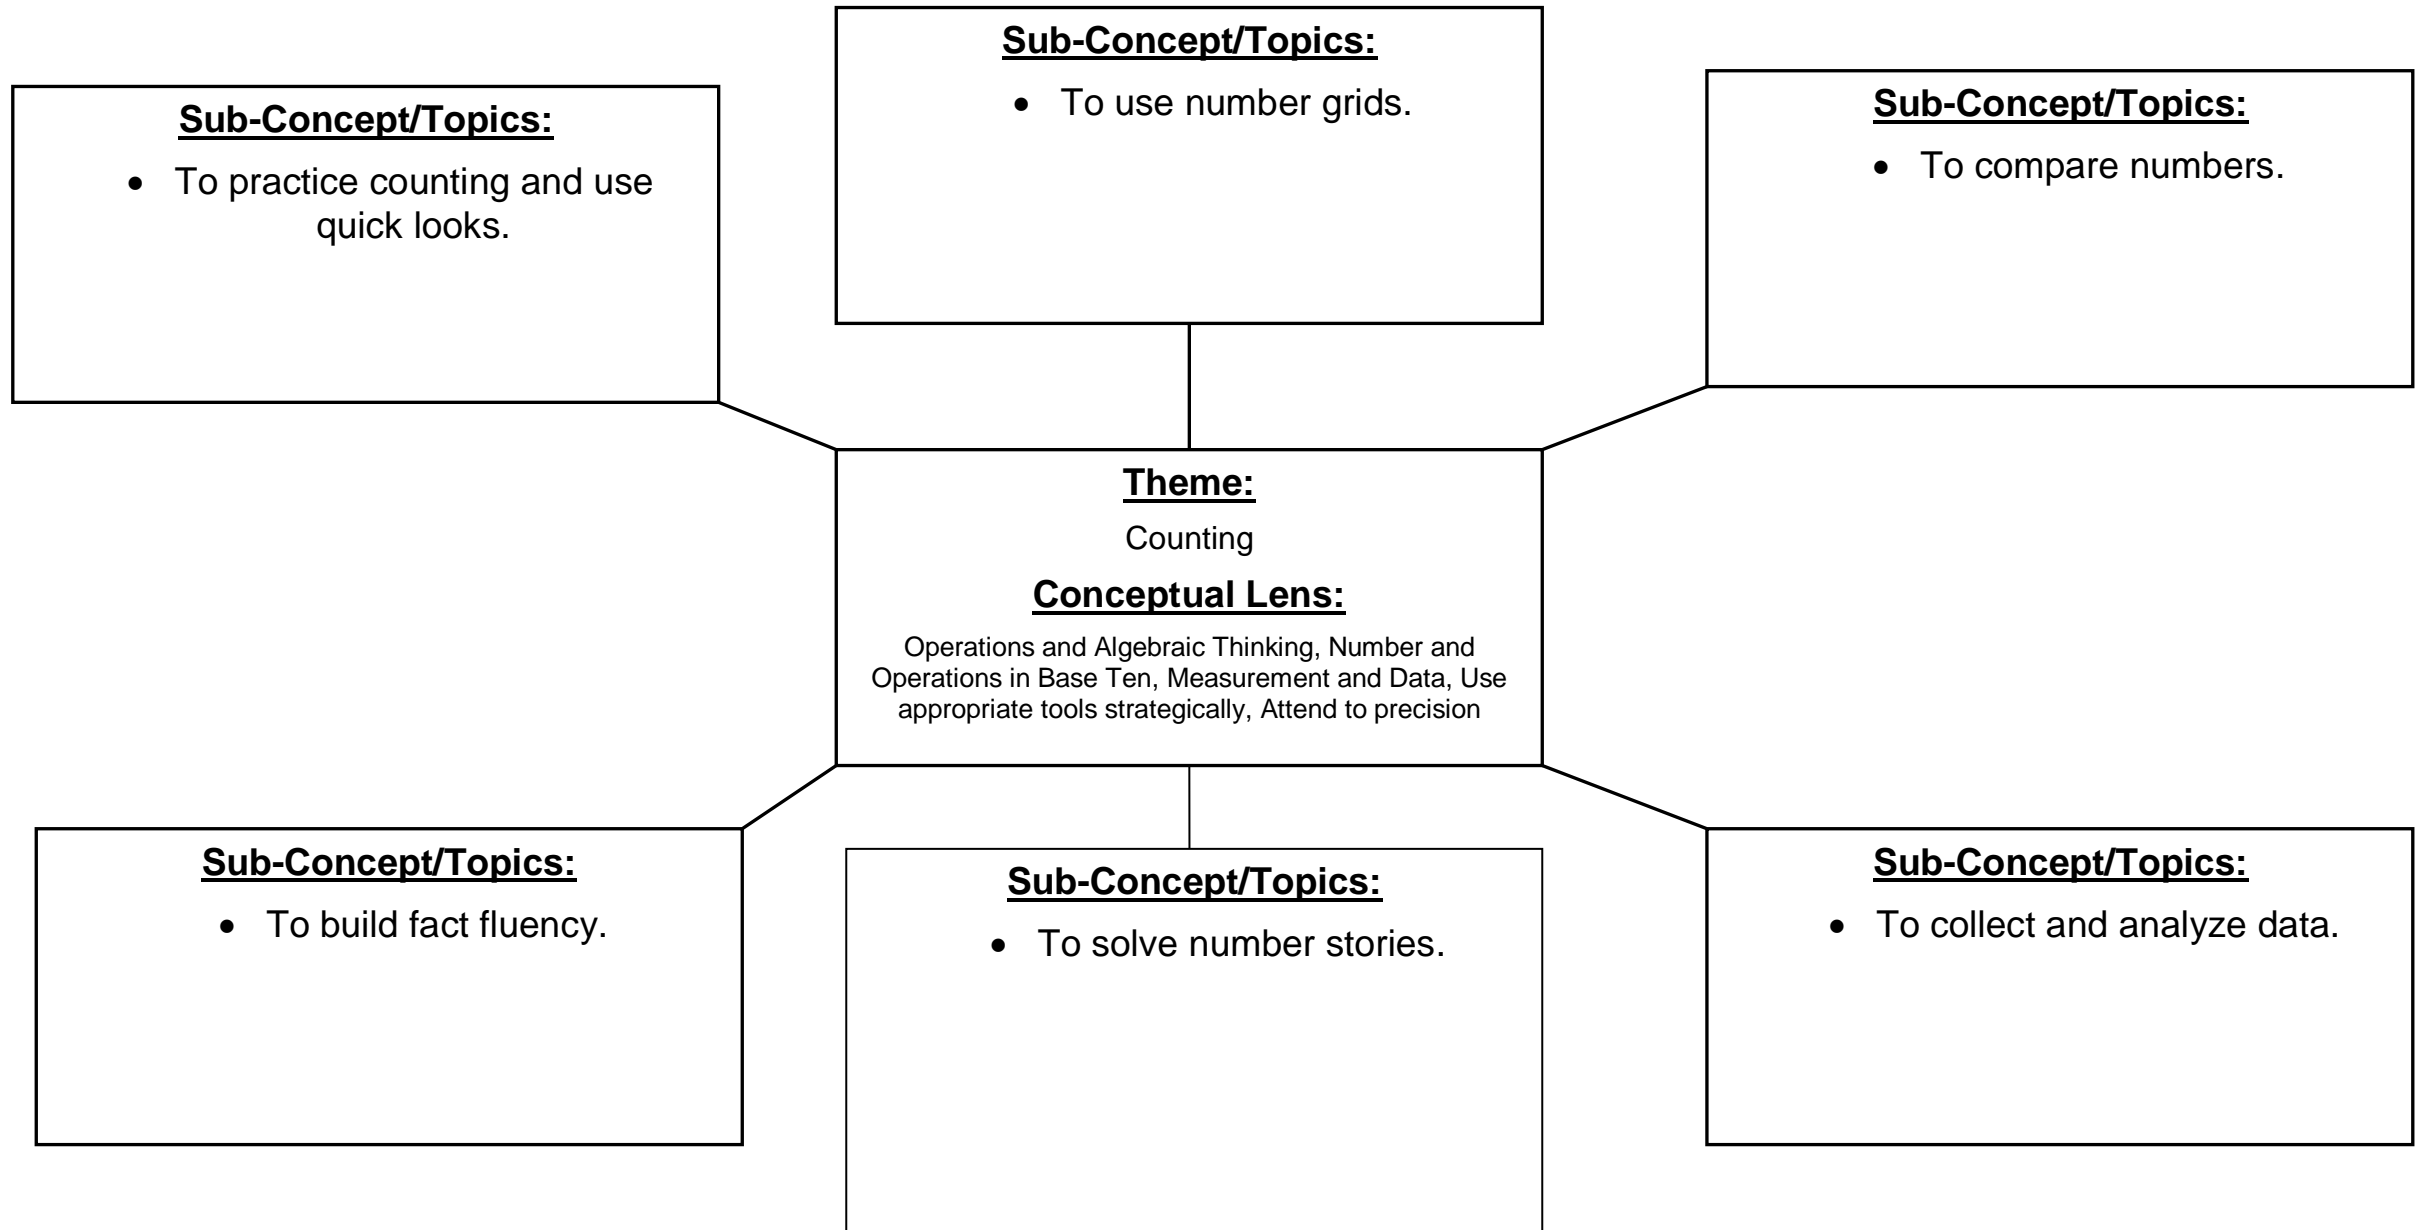 Sub-Concept/Topics:
• To practice counting and use
quick looks.
Sub-Concept/Topics:
• To use number grids.
Sub-Concept/Topics:
• To compare numbers.
Theme:
Counting
Conceptual Lens:
Operations and Algebraic Thinking, Number and
Operations in Base Ten, Measurement and Data, Use
appropriate tools strategically, Attend to precision
Sub-Concept/Topics:
• To build fact fluency.
Sub-Concept/Topics:
• To solve number stories.
Sub-Concept/Topics:
• To collect and analyze data.